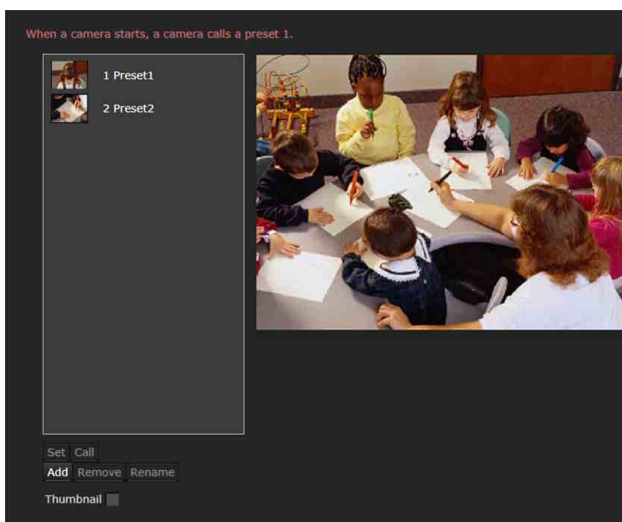 When a camera starts, a camera calls a preset 1.
1 Preset1
2 Preset2
Set Call
Add Remove Rename
Thumbnail